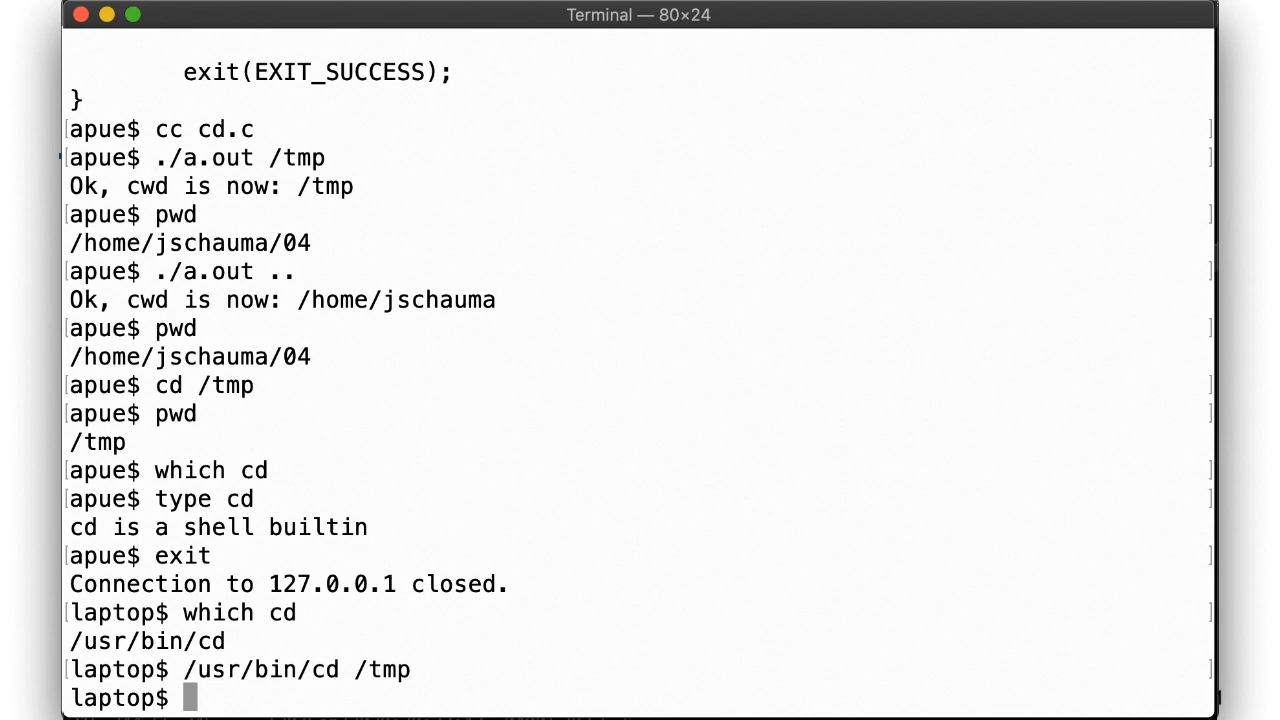 Terminal — 80×24
exit(EXIT_SUCCESS);
}
[apue$ cc cd.c ]
[apue$ ./a.out /tmp ]
Ok, cwd is now: /tmp
[apue$ pwd ]
/home/jschauma/04
[apue$ ./a.out .. ]
Ok, cwd is now: /home/jschauma
[apue$ pwd ]
/home/jschauma/04
[apue$ cd /tmp ]
[apue$ pwd ]
/tmp
[apue$ which cd ]
[apue$ type cd ]
cd is a shell builtin
[apue$ exit ]
Connection to 127.0.0.1 closed.
[laptop$ which cd ]
/usr/bin/cd
[laptop$ /usr/bin/cd /tmp ]
laptop$